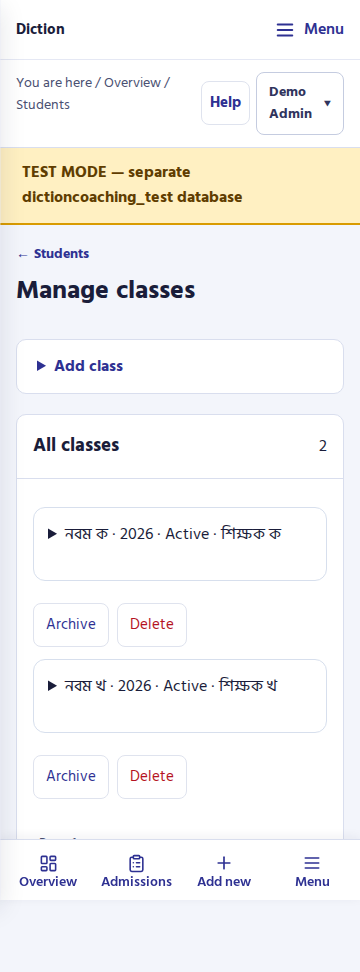 Diction
Menu
You are here / Overview /
Students
Help
Demo
Admin
TEST MODE — separate
dictioncoaching_test database
← Students
Manage classes
Add class
All classes
2
নবম ক · 2026 · Active · শিক্ষক ক
Archive
Delete
নবম খ · 2026 · Active · শিক্ষক খ
Archive
Delete
Overview
Admissions
Add new
Menu